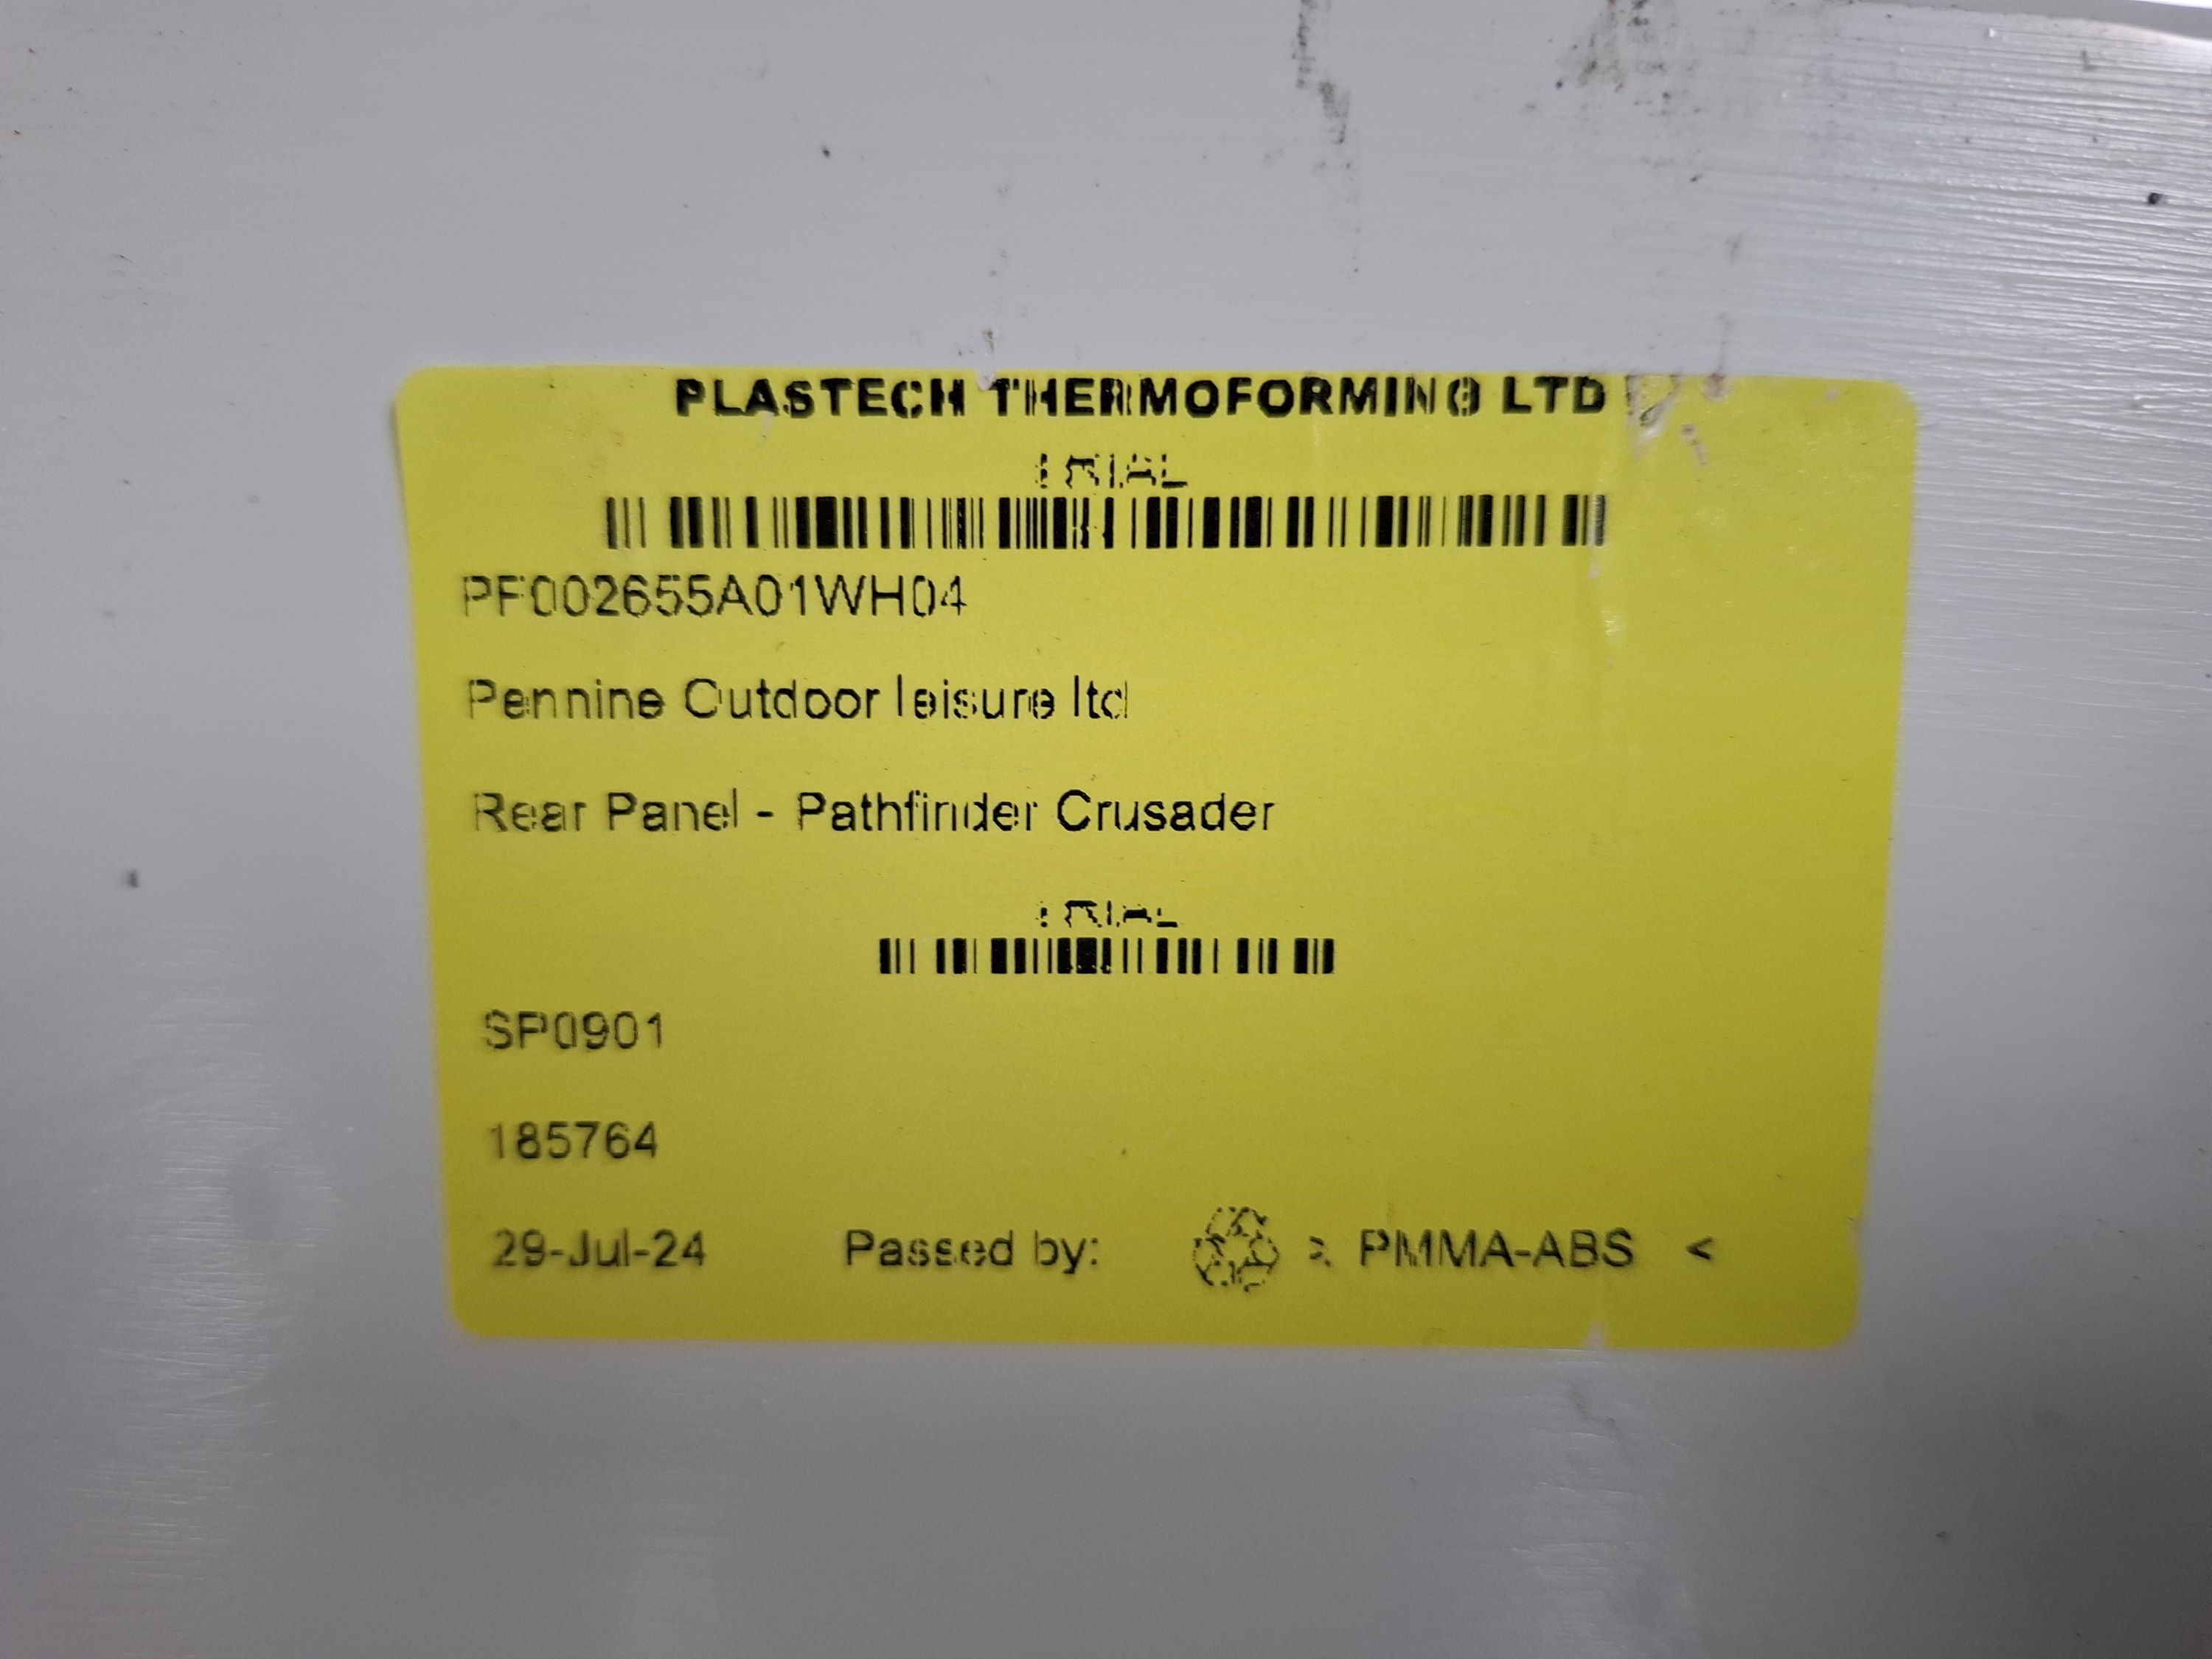 PLASTECH THERMOFORMING LTD
TRIAL
PF002655A01WH04
Pennine Outdoor leisure ltd
Rear Panel - Pathfinder Crusader
TRIAL
SP0901
185764
29-Jul-24 Passed by: > PMMA-ABS <